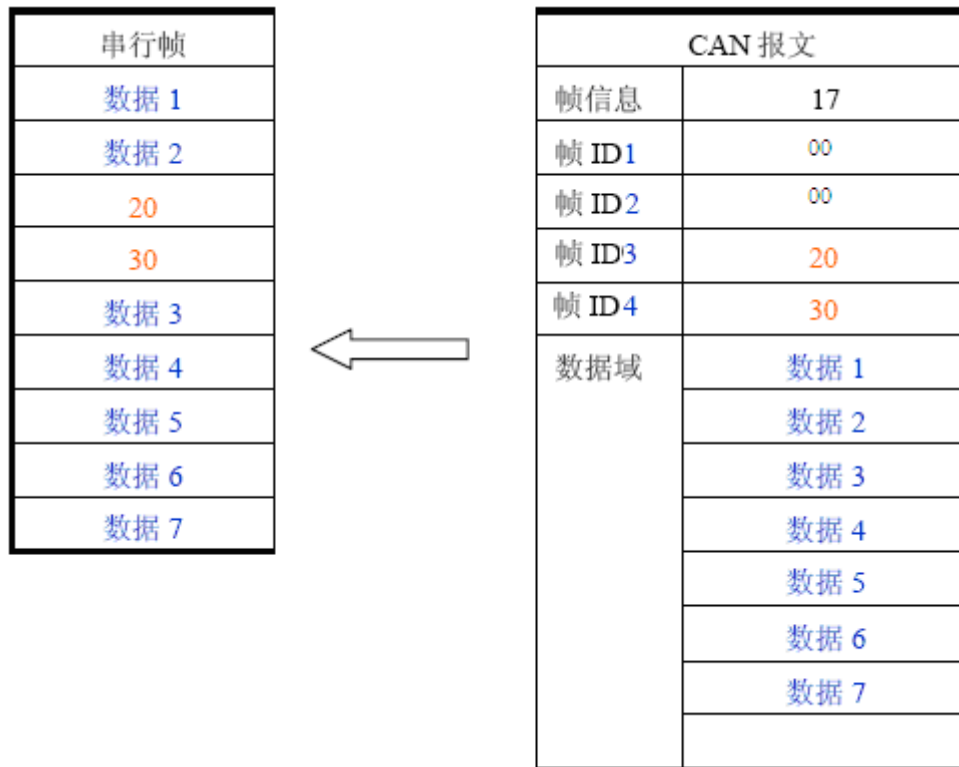 串行帧
数据 1
数据 2
20
30
数据 3
数据 4
数据 5
数据 6
数据 7
CAN 报文
帧信息 17
帧 ID1 00
帧 ID2 00
帧 ID3 20
帧 ID4 30
数据域 数据 1
数据 2
数据 3
数据 4
数据 5
数据 6
数据 7